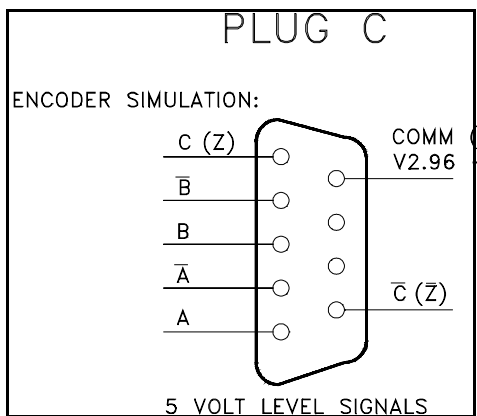 PLUG C
ENCODER SIMULATION:
C (Z)
B̅
B
A̅
A
COMM (
V2.96
C̅ (Z̅)
5 VOLT LEVEL SIGNALS